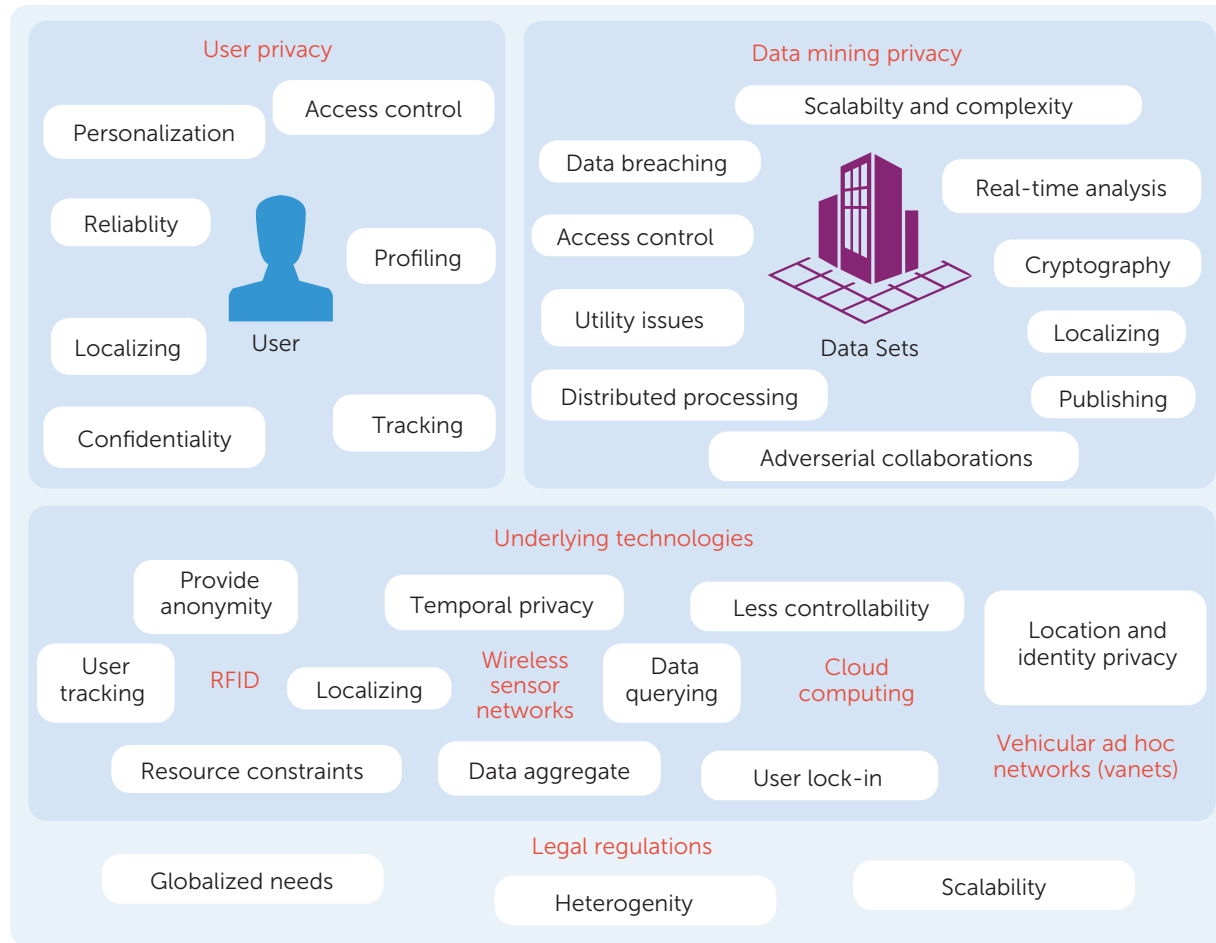 User privacy
Access control
Personalization
Reliablity
Profiling
User
Localizing
Tracking
Confidentiality
Data mining privacy
Scalabilty and complexity
Data breaching
Real-time analysis
Access control
Cryptography
Utility issues
Localizing
Data Sets
Distributed processing
Publishing
Adverserial collaborations
Underlying technologies
Provide
anonymity
Temporal privacy
Less controllability
Location and
identity privacy
User
tracking
RFID
Localizing
Wireless
sensor
networks
Data
querying
Cloud
computing
Vehicular ad hoc
networks (vanets)
Resource constraints
Data aggregate
User lock-in
Legal regulations
Globalized needs
Heterogenity
Scalability